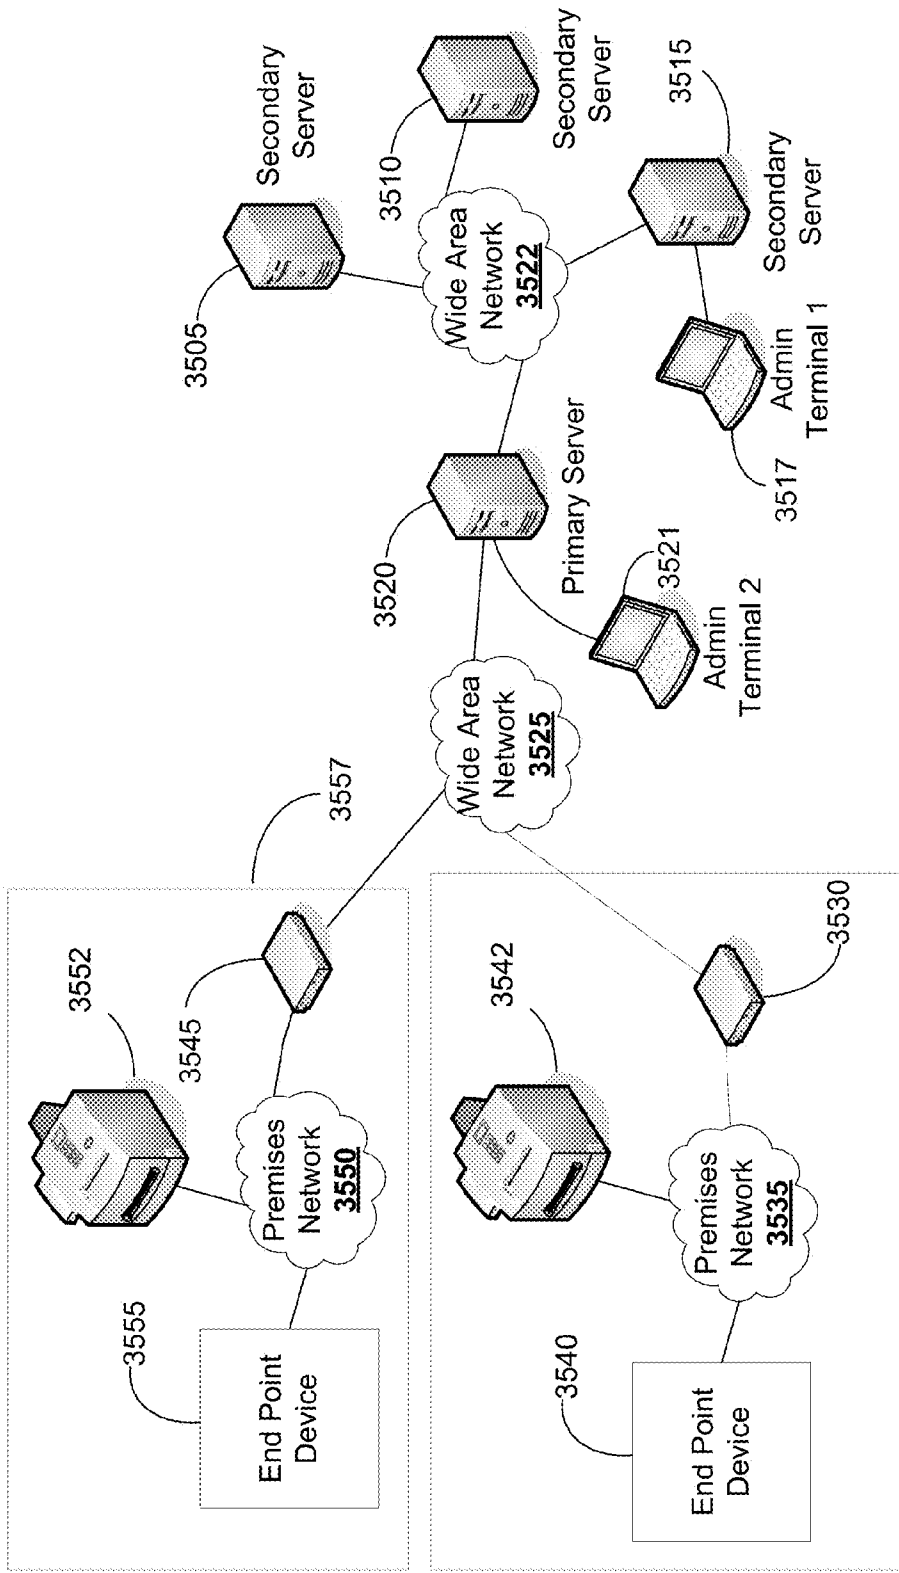 3552
3545
Premises
Network
3550
3555
End Point
Device
3557
3542
3530
Premises
Network
3535
3540
End Point
Device
Wide Area
Network
3525
3520
Primary Server
3521
Admin
Terminal 2
Wide Area
Network
3522
3505
Secondary
Server
3510
Secondary
Server
3515
Secondary
Server
3517
Admin
Terminal 1